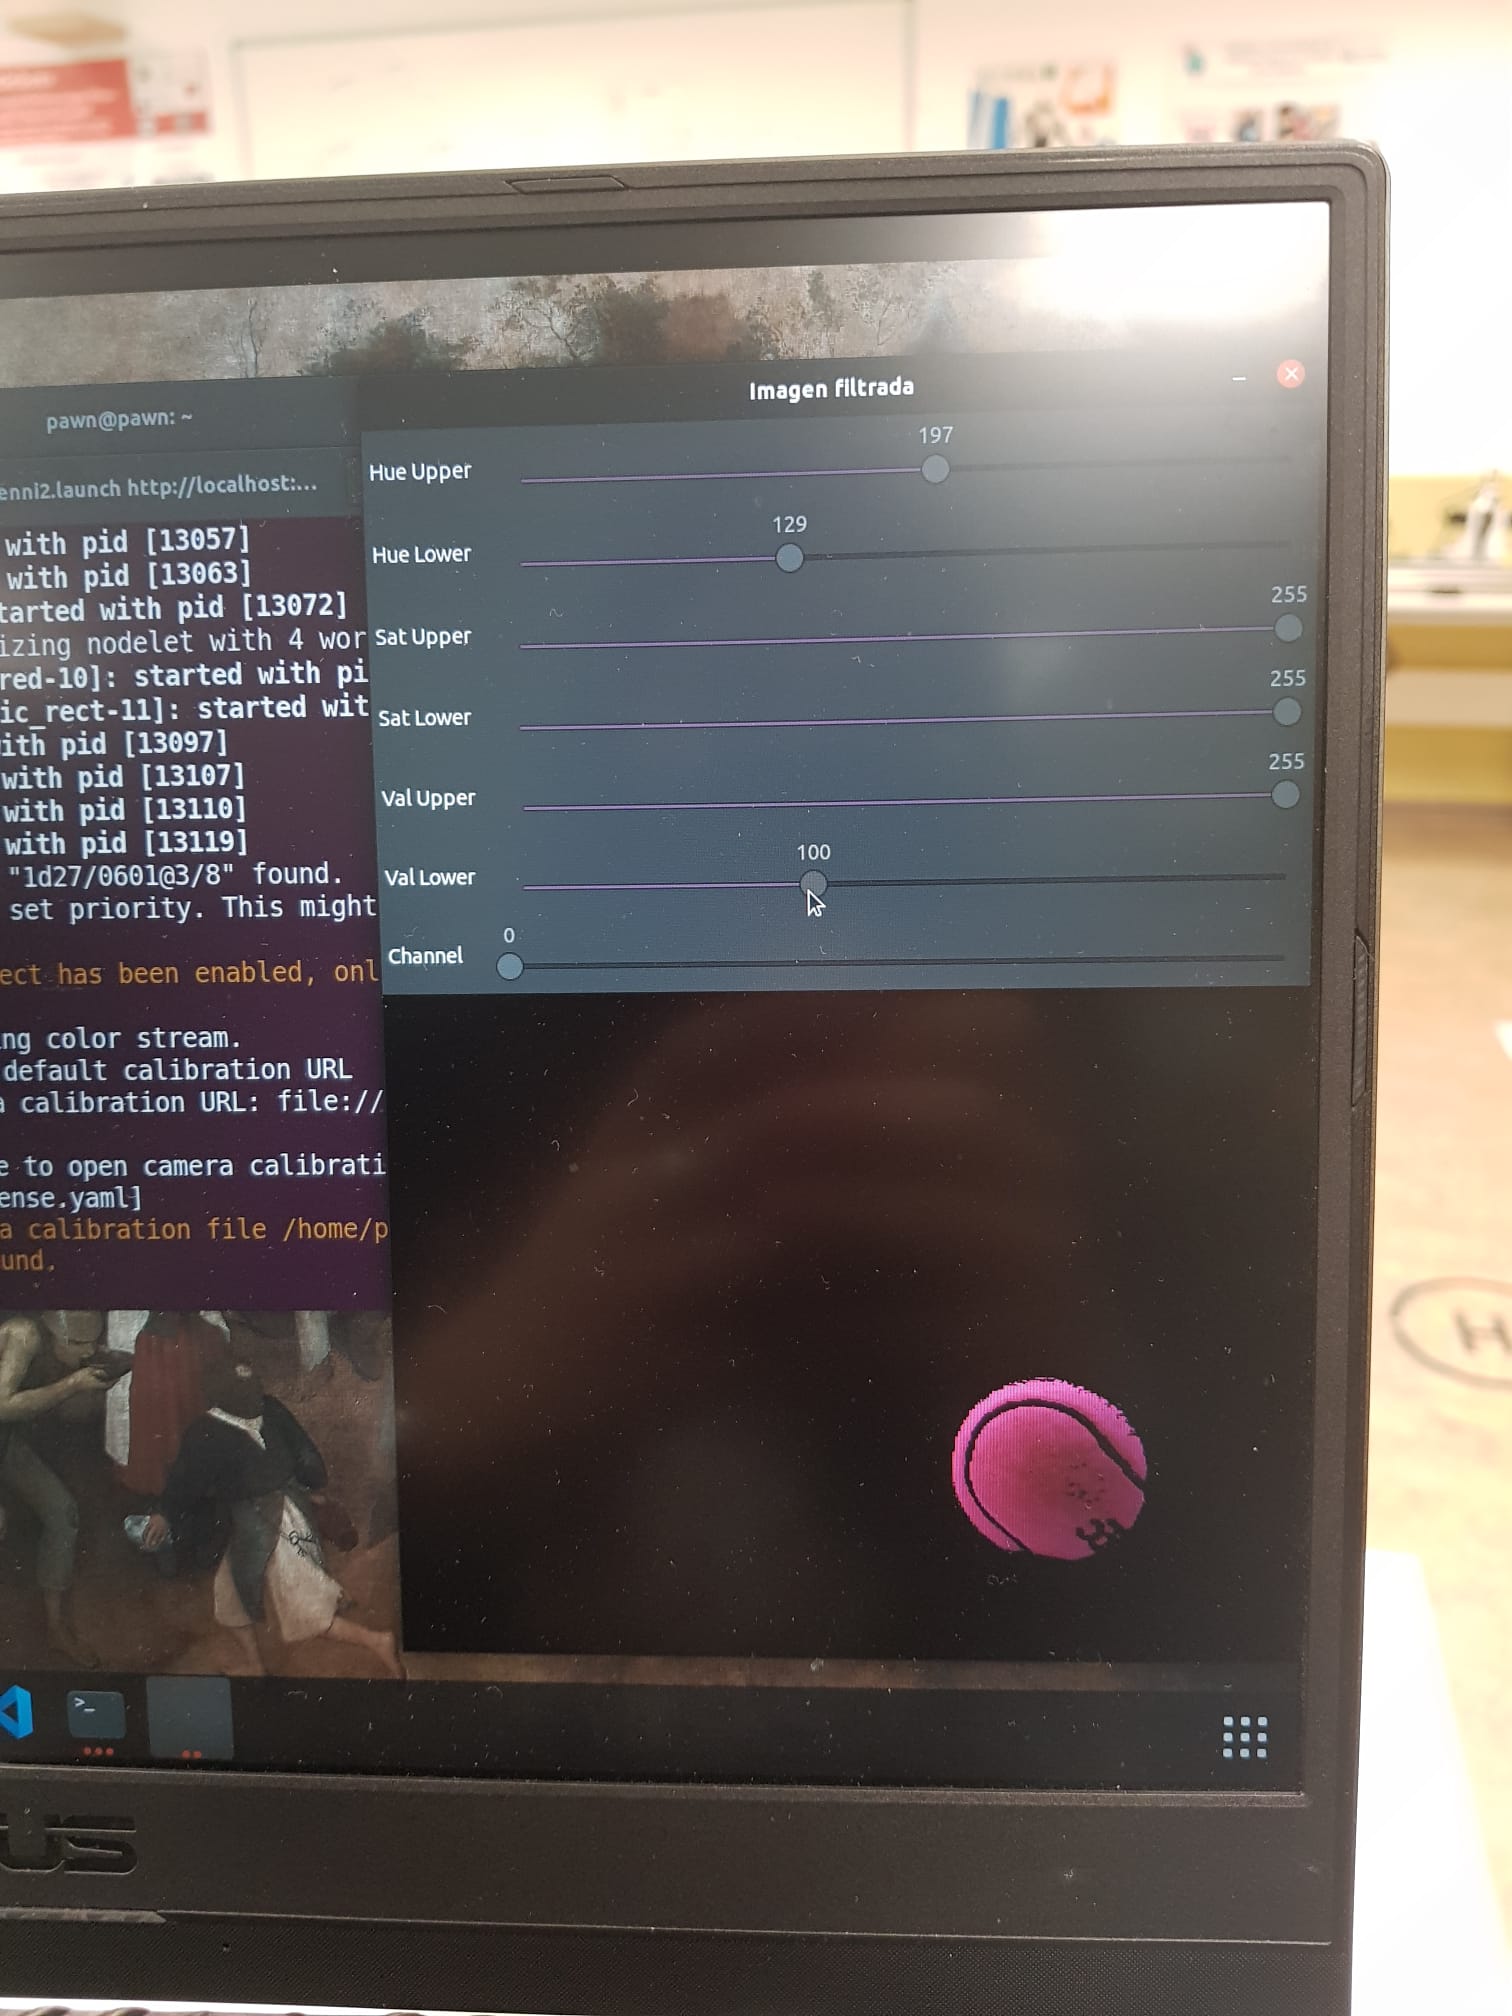 pawn@pawn: ~
enni2.launch http://localhost:...
with pid [13057]
with pid [13063]
tarted with pid [13072]
izing nodelet with 4 wor
red-10]: started with pi
ic_rect-11]: started wit
ith pid [13097]
with pid [13107]
with pid [13110]
with pid [13119]
"1d27/0601@3/8" found.
set priority. This might
ect has been enabled, onl
ng color stream.
default calibration URL
a calibration URL: file://
e to open camera calibrati
ense.yaml]
a calibration file /home/p
und.
Imagen filtrada
Hue Upper 197
Hue Lower 129
Sat Upper 255
Sat Lower 255
Val Upper 255
Val Lower 100
Channel 0
US
H